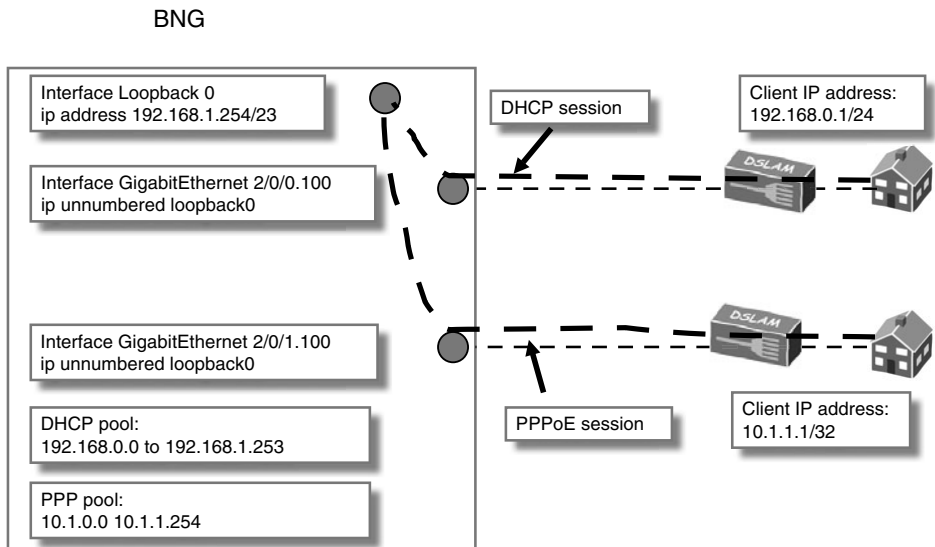 BNG
Interface Loopback 0
ip address 192.168.1.254/23
Interface GigabitEthernet 2/0/0.100
ip unnumbered loopback0
Interface GigabitEthernet 2/0/1.100
ip unnumbered loopback0
DHCP pool:
192.168.0.0 to 192.168.1.253
PPP pool:
10.1.0.0 10.1.1.254
DHCP session
Client IP address:
192.168.0.1/24
DSLAM
DSLAM
PPPoE session
Client IP address:
10.1.1.1/32